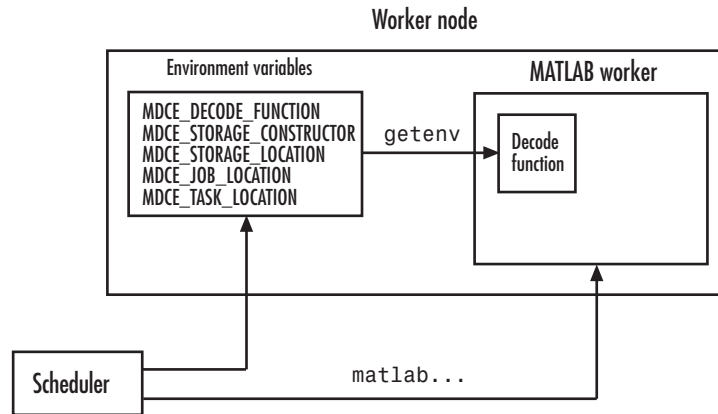 Worker node
Environment variables
MATLAB worker
MDCE_DECODE_FUNCTION
MDCE_STORAGE_CONSTRUCTOR
MDCE_STORAGE_LOCATION
MDCE_JOB_LOCATION
MDCE_TASK_LOCATION
getenv
Decode
function
Scheduler
matlab...